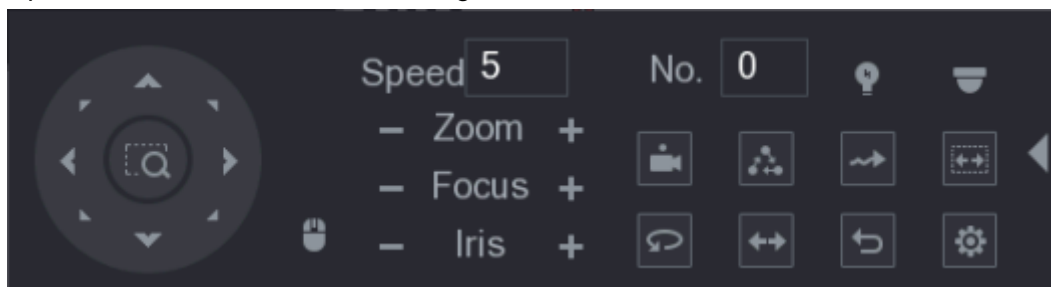 Speed 5 No. 0
– Zoom +
– Focus +
– Iris +